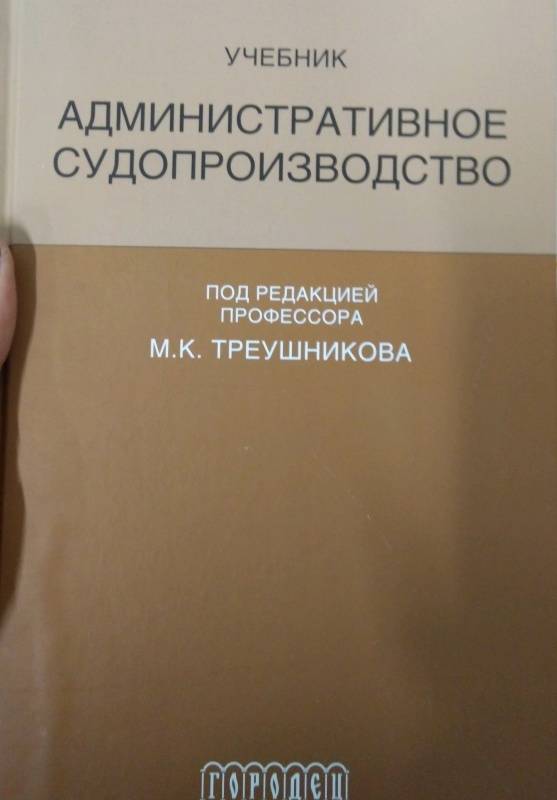 УЧЕБНИК
АДМИНИСТРАТИВНОЕ
СУДОПРОИЗВОДСТВО
ПОД РЕДАКЦИЕЙ
ПРОФЕССОРА
М.К. ТРЕУШНИКОВА
ГОРОДЕЦ